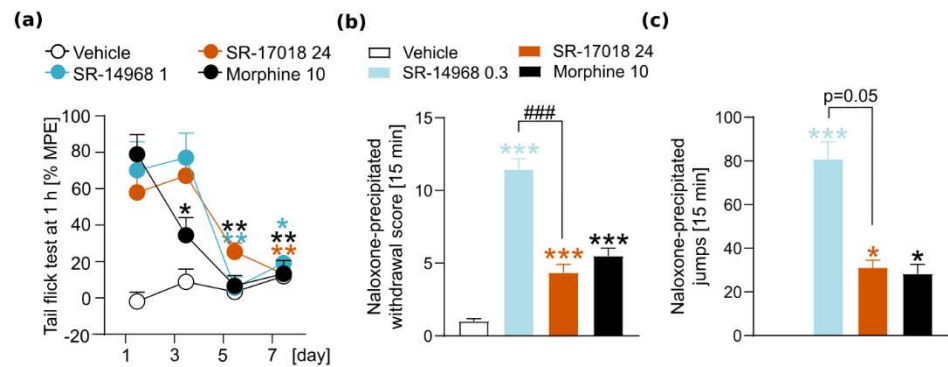 (a)
Vehicle
SR-17018 24
SR-14968 1
Morphine 10
Tail flick test at 1 h [% MPE]
100
80
60
40
20
0
-20
*
**
**
*
**
**
1 3 5 7 [day]
(b)
Vehicle
SR-17018 24
SR-14968 0.3
Morphine 10
Naloxone-precipitated
withdrawal score [15 min]
15
10
5
0
###
***
***
***
(c)
Naloxone-precipitated
jumps [15 min]
100
80
60
40
20
0
p=0.05
***
*
*